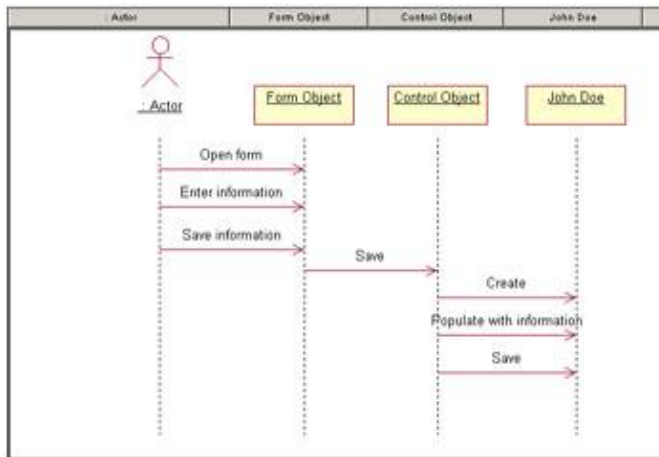 : Actor
Form Object
Control Object
John Doe
: Actor
Form Object
Control Object
John Doe
Open form
Enter information
Save information
Save
Create
Populate with information
Save